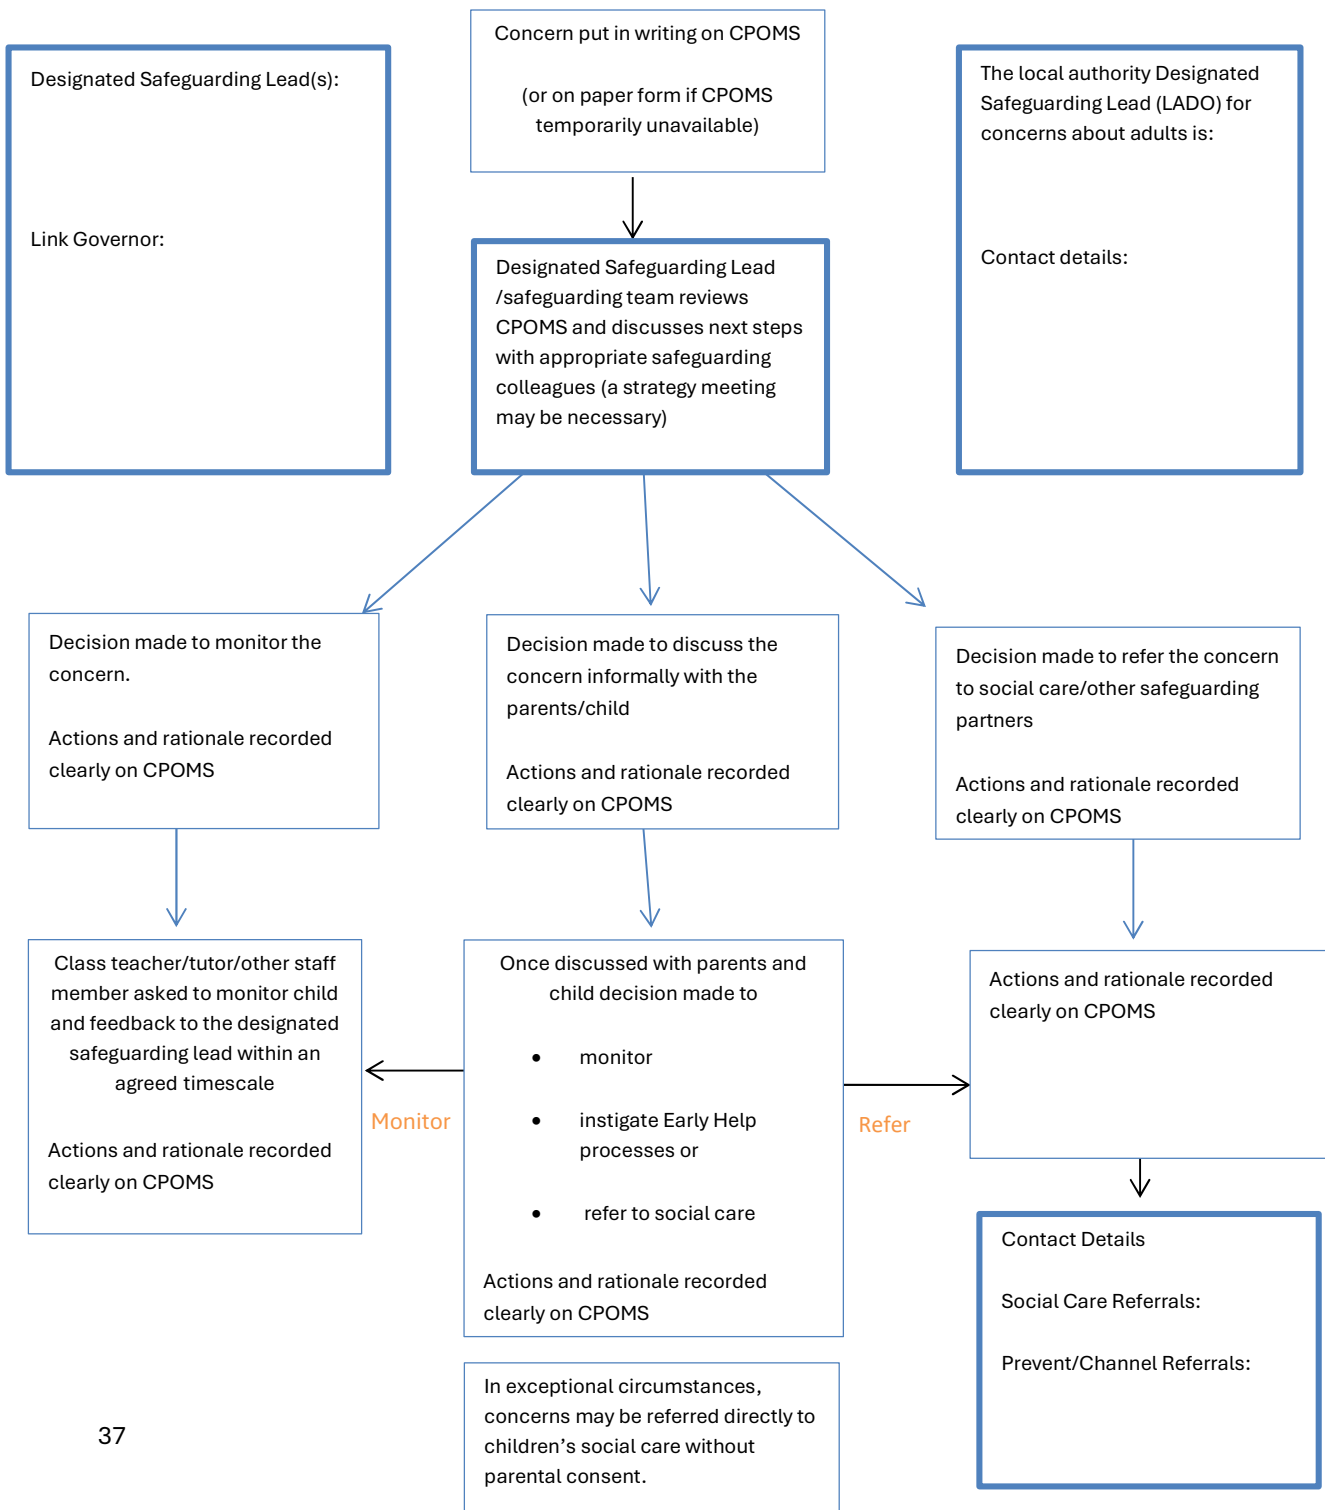 Concern put in writing on CPOMS
(or on paper form if CPOMS
temporarily unavailable)
Designated Safeguarding Lead(s):
Link Governor:
The local authority Designated
Safeguarding Lead (LADO) for
concerns about adults is:
Contact details:
Designated Safeguarding Lead
/safeguarding team reviews
CPOMS and discusses next steps
with appropriate safeguarding
colleagues (a strategy meeting
may be necessary)
Decision made to monitor the
concern.
Actions and rationale recorded
clearly on CPOMS
Decision made to discuss the
concern informally with the
parents/child
Actions and rationale recorded
clearly on CPOMS
Decision made to refer the concern
to social care/other safeguarding
partners
Actions and rationale recorded
clearly on CPOMS
Class teacher/tutor/other staff
member asked to monitor child
and feedback to the designated
safeguarding lead within an
agreed timescale
Actions and rationale recorded
clearly on CPOMS
Monitor
Once discussed with parents and
child decision made to
• monitor
• instigate Early Help
processes or
• refer to social care
Actions and rationale recorded
clearly on CPOMS
Refer
Actions and rationale recorded
clearly on CPOMS
Contact Details
Social Care Referrals:
Prevent/Channel Referrals:
In exceptional circumstances,
concerns may be referred directly to
children’s social care without
parental consent.
37